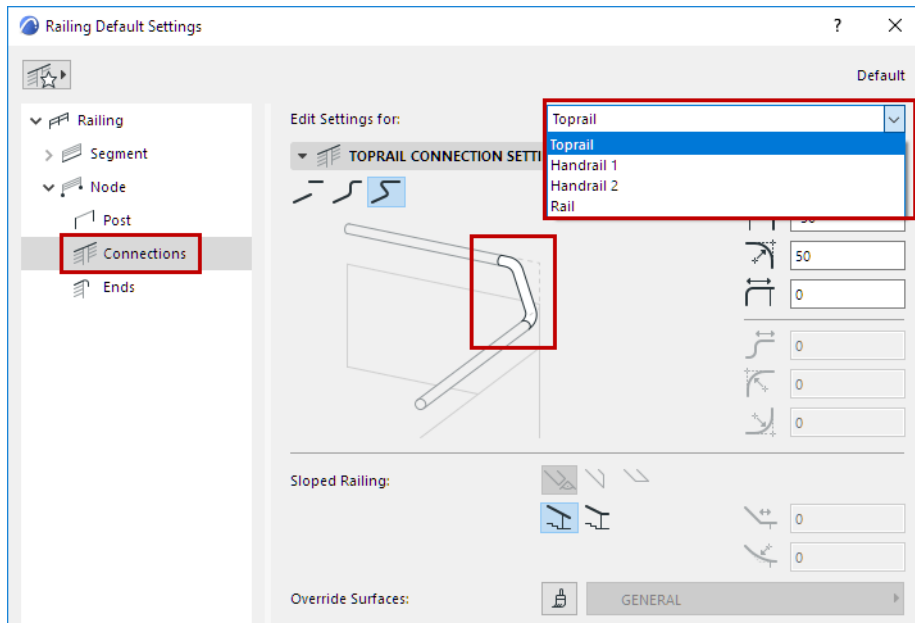 Railing Default Settings
?
Default
Railing
Segment
Node
Post
Connections
Ends
Edit Settings for:
Toprail
Toprail
Handrail 1
Handrail 2
Rail
TOPRAIL CONNECTION SETTI
50
0
0
0
0
Sloped Railing:
0
0
Override Surfaces:
GENERAL